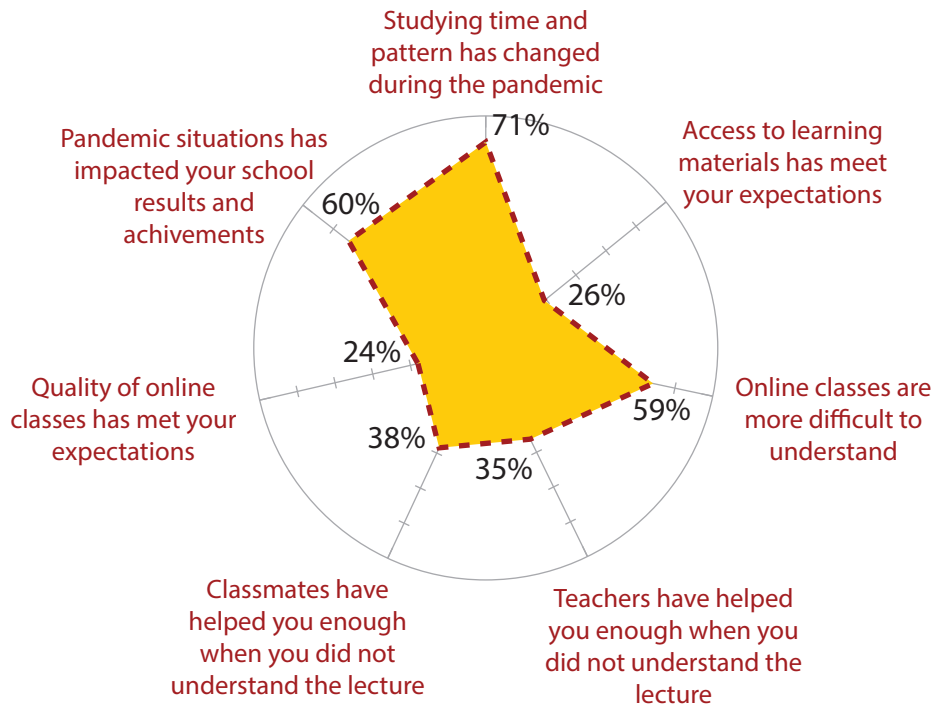 Studying time and
pattern has changed
during the pandemic
71%
Access to learning
materials has meet
your expectations
26%
Online classes are
more difficult to
understand
59%
Teachers have helped
you enough when you
did not understand the
lecture
35%
Classmates have
helped you enough
when you did not
understand the lecture
38%
Quality of online
classes has met your
expectations
24%
Pandemic situations has
impacted your school
results and
achivements
60%